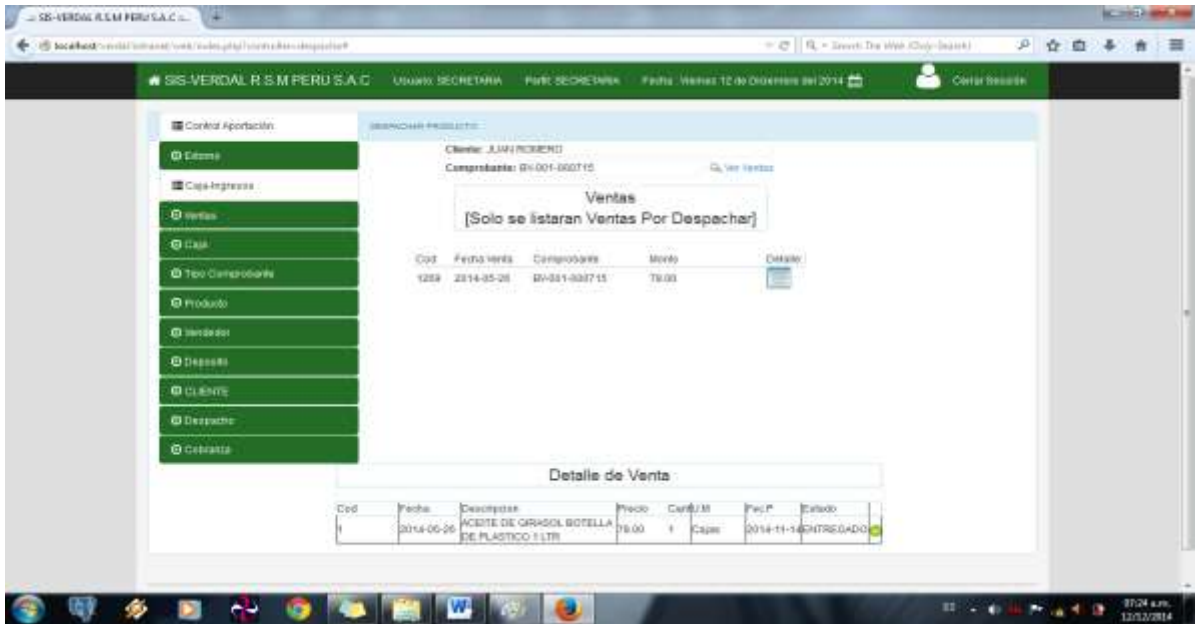 SIS-VERDAL R.S.M PERU S.A.C
localhost
SIS-VERDAL R.S.M PERU S.A.C Usuario: SECRETARIA Perfil: SECRETARIA Fecha: Viernes 12 de Diciembre del 2014 Cerrar Sesión
Control Aportación
DESPACHAR PRODUCTO
Extorno
Cliente: JUAN ROMERO
Comprobante: BV-001-000715 Ver Ventas
Caja-Ingresos
Ventas
[Solo se listaran Ventas Por Despachar]
Ventas
Caja
Tipo Comprobante
Producto
Vendedor
Deposito
CLIENTE
Despacho
Cobranza
Cod Fecha Venta Comprobante Monto Detalle
1269 2014-05-26 BV-001-000715 78.00
Detalle de Venta
Cod Fecha Descripcion Precio Cant U.M Fec.P Estado
1 2014-05-26 ACEITE DE GIRASOL BOTELLA DE PLASTICO 1 LTR 78.00 1 Cajas 2014-11-14 ENTREGADO
ES
07:24 a.m.
12/12/2014